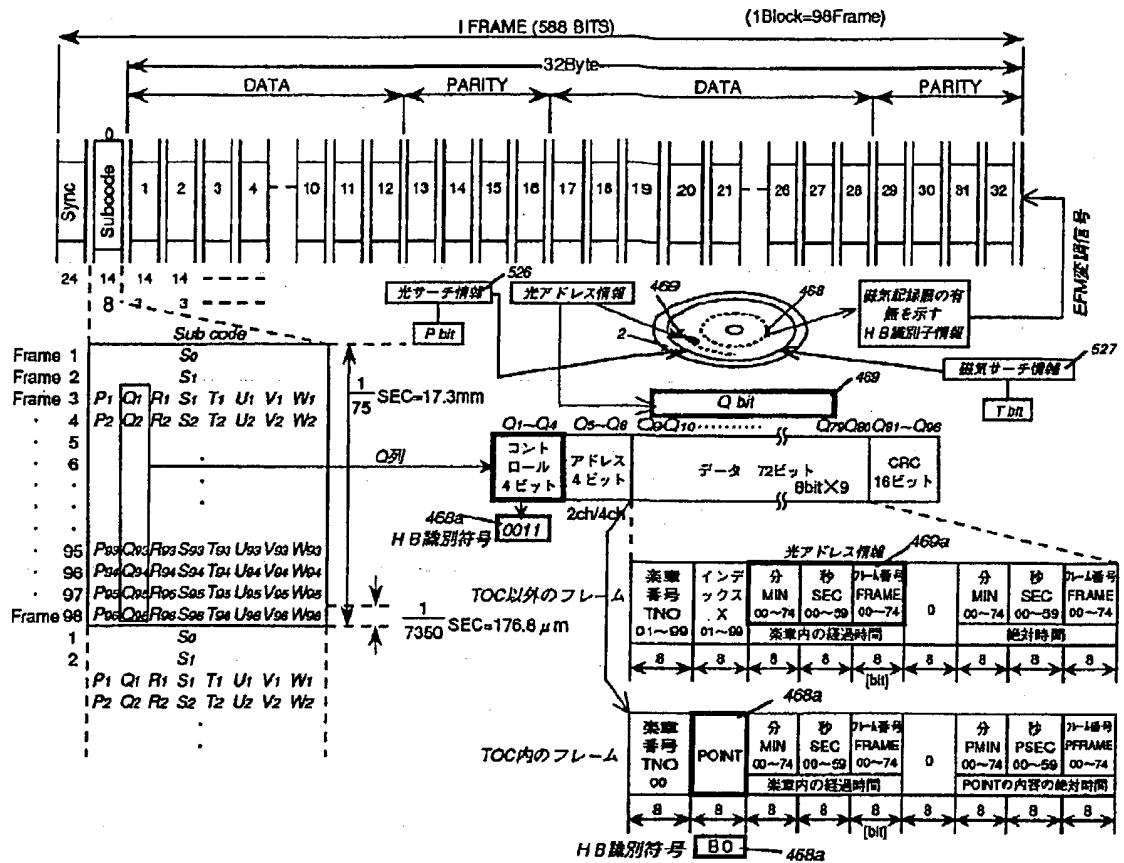 1 FRAME (588 BITS)
(1Block=98Frame)
32Byte
DATA PARITY DATA PARITY
0
Sync Subcode 1 2 3 4 10 11 12 13 14 15 16 17 18 19 20 21 26 27 28 29 30 31 32
EFM変調信号
24 14 14 14
8
光サーチ情報
526
P bit
光アドレス情報
469
468
2
磁気記録層の有
無を示す
HB識別子情報
磁気サーチ情報
527
T bit
Sub code
Frame 1 S0
Frame 2 S1
Frame 3 P1 Q1 R1 S1 T1 U1 V1 W1
4 P2 Q2 R2 S2 T2 U2 V2 W2
5
6
95 P93 Q93 R93 S93 T93 U93 V93 W93
96 P94 Q94 R94 S94 T94 U94 V94 W94
97 P95 Q95 R95 S95 T95 U95 V95 W95
Frame 98 P96 Q96 R96 S96 T96 U96 V96 W96
1 S0
2 S1
P1 Q1 R1 S1 T1 U1 V1 W1
P2 Q2 R2 S2 T2 U2 V2 W2
1/75 SEC=17.3mm
1/7350 SEC=176.8μm
Q列
469
Q bit
Q1~Q4 Q5~Q8 Q9Q10 ·········· Q79Q80 Q81~Q96
コント
ロール
4ビット
アドレス
4ビット
データ 72ビット
8bit×9
CRC
16ビット
2ch/4ch
468a
HB識別符号
0011
光アドレス情報
469a
TOC以外のフレーム
楽章
番号
TNO
01~99
インデ
ックス
X
01~99
分
MIN
00~74
秒
SEC
00~59
フレーム番号
FRAME
00~74
0
分
MIN
00~74
秒
SEC
00~59
フレーム番号
FRAME
00~74
楽章内の経過時間
絶対時間
8 8 8 8 8 8 8 8 8
[bit]
468a
TOC内のフレーム
楽章
番号
TNO
00
POINT
分
MIN
00~74
秒
SEC
00~59
フレーム番号
FRAME
00~74
0
分
PMIN
00~74
秒
PSEC
00~59
フレーム番号
PFRAME
00~74
楽章内の経過時間
POINTの内容の絶対時間
8 8 8 8 8 8 8 8 8
[bit]
HB識別符号
B0
468a